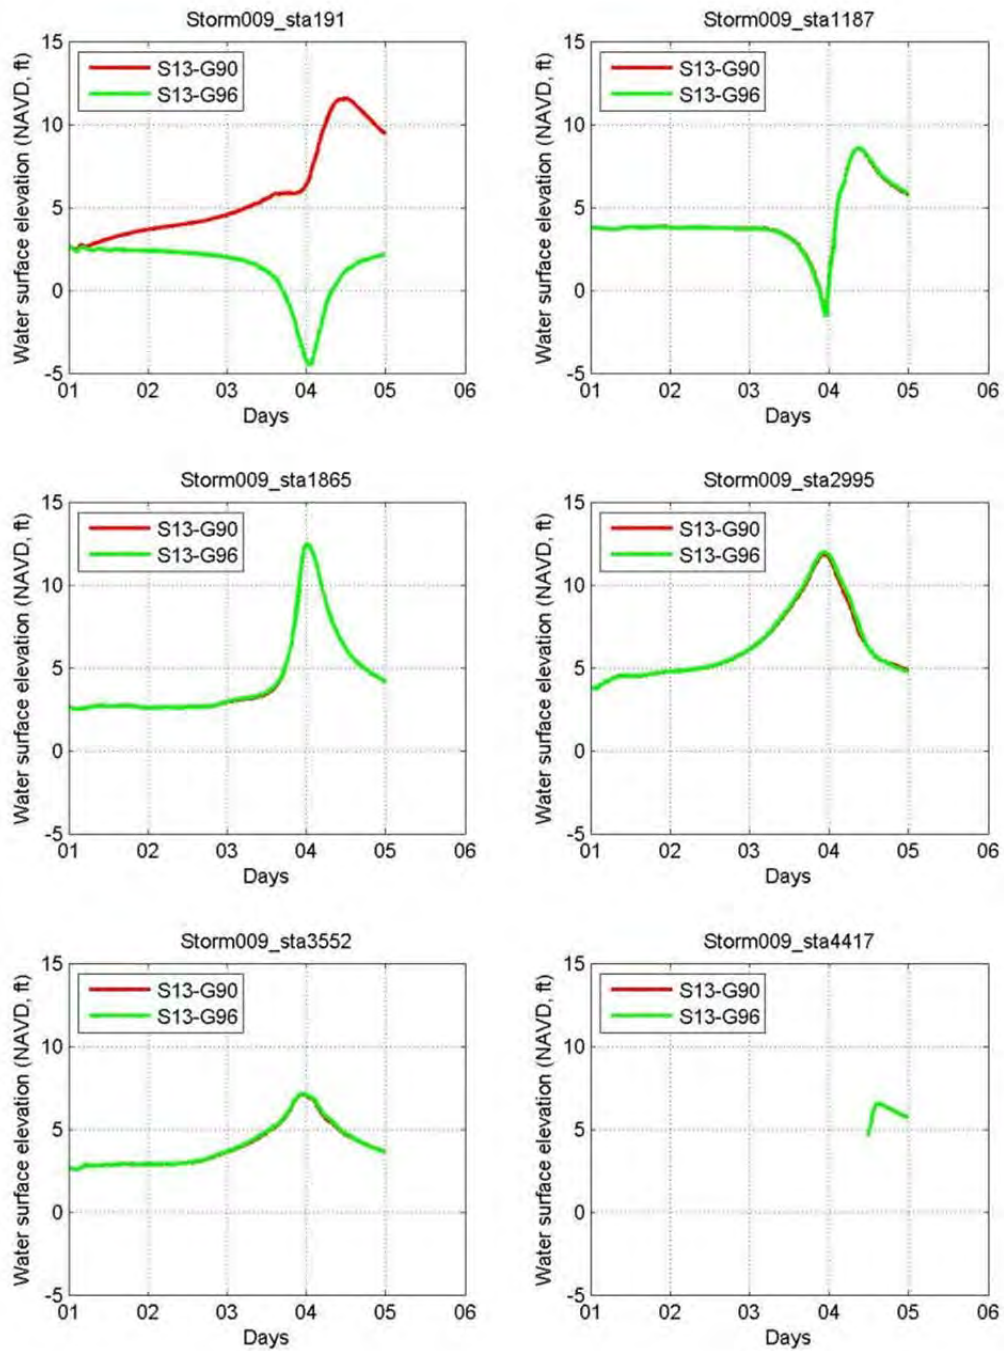 Storm009_sta191
Water surface elevation (NAVD, ft)
15
10
5
0
-5
S13-G90
S13-G96
01 02 03 04 05 06
Days
Storm009_sta1187
Water surface elevation (NAVD, ft)
15
10
5
0
-5
S13-G90
S13-G96
01 02 03 04 05 06
Days
Storm009_sta1865
Water surface elevation (NAVD, ft)
15
10
5
0
-5
S13-G90
S13-G96
01 02 03 04 05 06
Days
Storm009_sta2995
Water surface elevation (NAVD, ft)
15
10
5
0
-5
S13-G90
S13-G96
01 02 03 04 05 06
Days
Storm009_sta3552
Water surface elevation (NAVD, ft)
15
10
5
0
-5
S13-G90
S13-G96
01 02 03 04 05 06
Days
Storm009_sta4417
Water surface elevation (NAVD, ft)
15
10
5
0
-5
S13-G90
S13-G96
01 02 03 04 05 06
Days